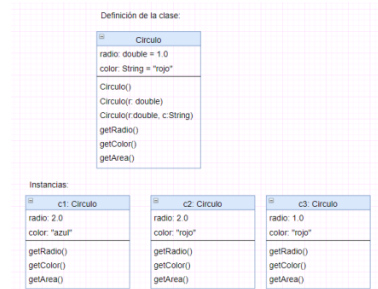 Definición de la clase:
Circulo
radio: double = 1.0
color: String = "rojo"
Circulo()
Circulo(r: double)
Circulo(r:double, c:String)
getRadio()
getColor()
getArea()
Instancias:
c1: Circulo
radio: 2.0
color: "azul"
getRadio()
getColor()
getArea()
c2: Circulo
radio: 2.0
color: "rojo"
getRadio()
getColor()
getArea()
c3: Circulo
radio: 1.0
color: "rojo"
getRadio()
getColor()
getArea()